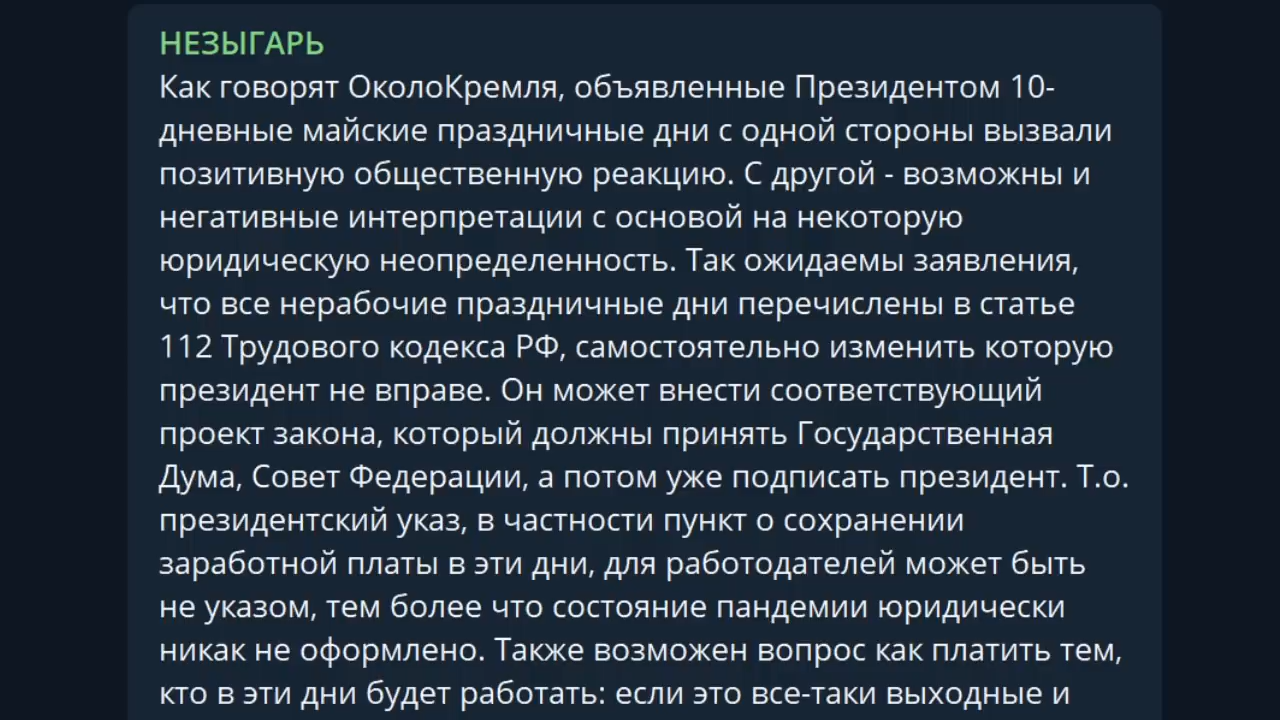 НЕЗЫГАРЬ
Как говорят ОколоКремля, объявленные Президентом 10-
дневные майские праздничные дни с одной стороны вызвали
позитивную общественную реакцию. С другой - возможны и
негативные интерпретации с основой на некоторую
юридическую неопределенность. Так ожидаемы заявления,
что все нерабочие праздничные дни перечислены в статье
112 Трудового кодекса РФ, самостоятельно изменить которую
президент не вправе. Он может внести соответствующий
проект закона, который должны принять Государственная
Дума, Совет Федерации, а потом уже подписать президент. Т.о.
президентский указ, в частности пункт о сохранении
заработной платы в эти дни, для работодателей может быть
не указом, тем более что состояние пандемии юридически
никак не оформлено. Также возможен вопрос как платить тем,
кто в эти дни будет работать: если это все-таки выходные и